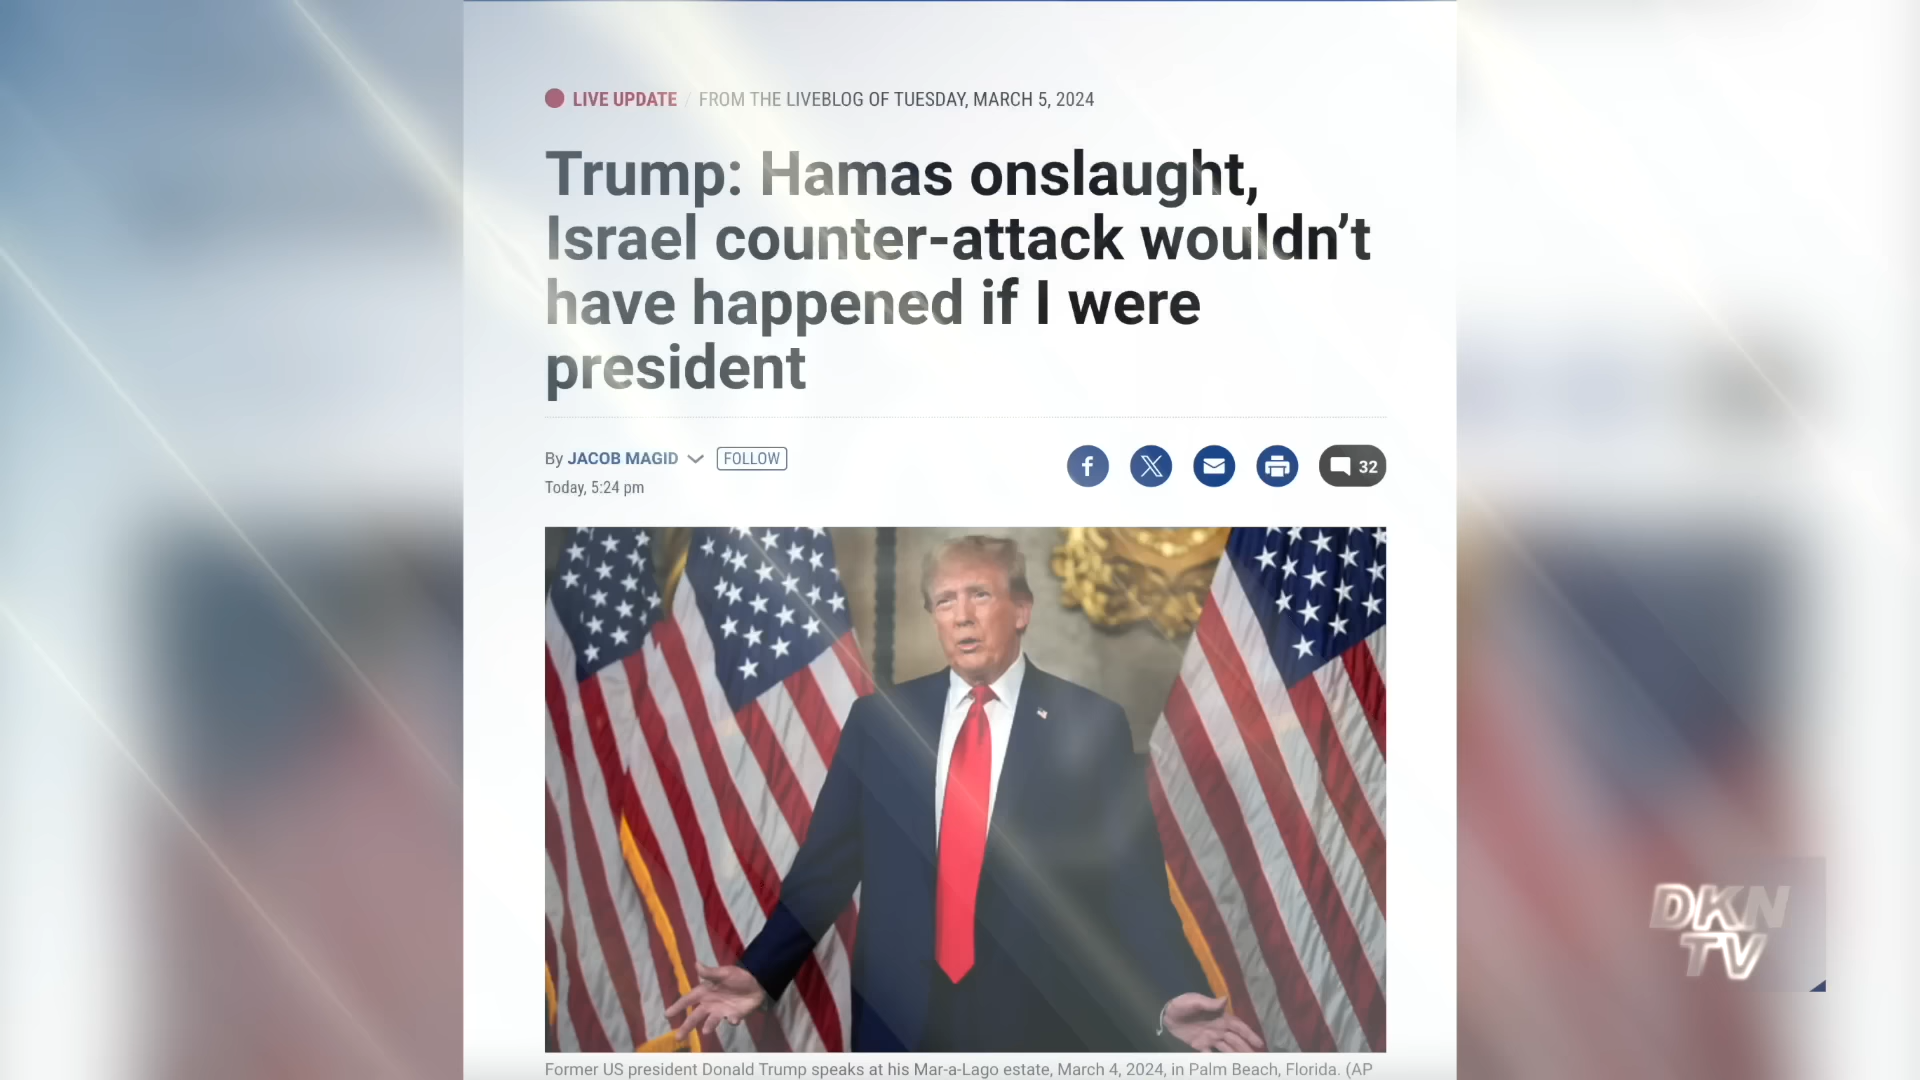 LIVE UPDATE / FROM THE LIVEBLOG OF TUESDAY, MARCH 5, 2024
Trump: Hamas onslaught,
Israel counter-attack wouldn’t
have happened if I were
president
By JACOB MAGID FOLLOW
Today, 5:24 pm
32
Former US president Donald Trump speaks at his Mar-a-Lago estate, March 4, 2024, in Palm Beach, Florida. (AP
DKN
TV